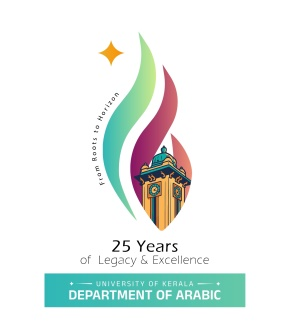 From Roots to Horizon
25 Years
of Legacy & Excellence
UNIVERSITY OF KERALA
DEPARTMENT OF ARABIC